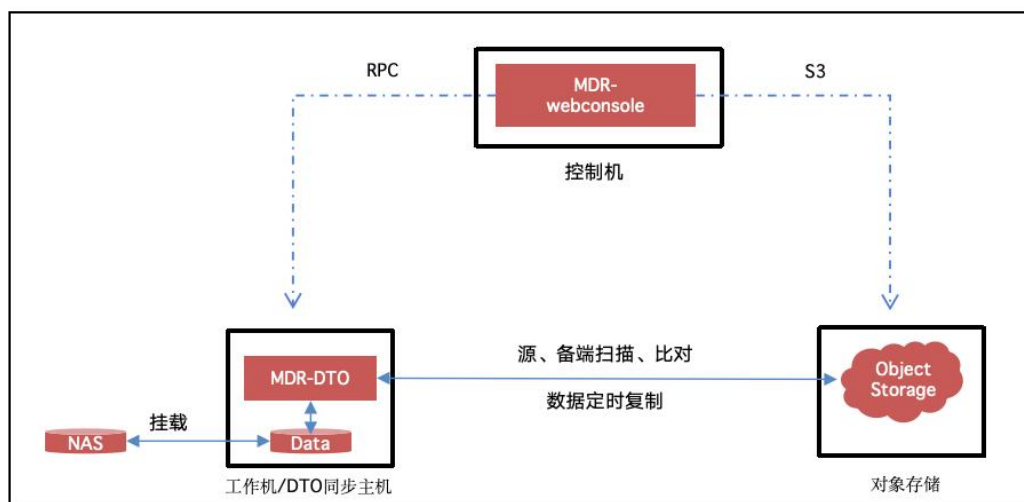 RPC
MDR-
webconsole
S3
控制机
源、备端扫描、比对
MDR-DTO
Object
Storage
数据定时复制
挂载
NAS
Data
工作机/DTO同步主机
对象存储